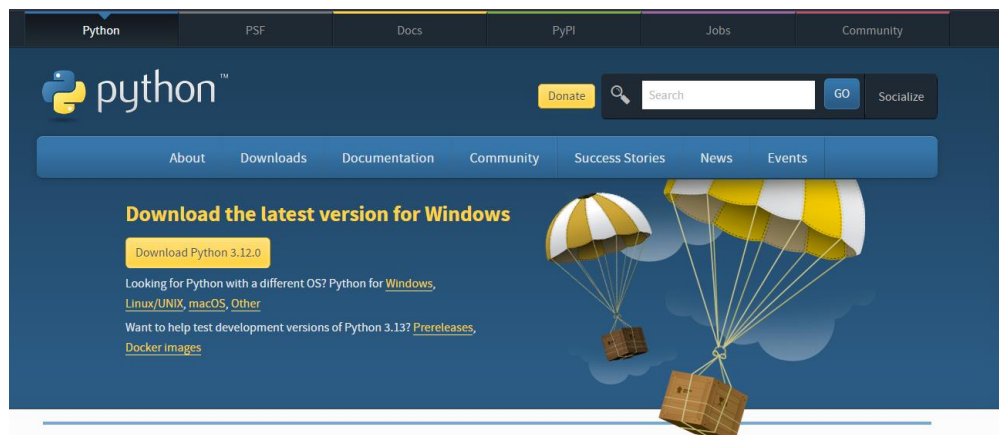 Python PSF Docs PyPI Jobs Community
python™
Donate Search GO Socialize
About Downloads Documentation Community Success Stories News Events
Download the latest version for Windows
Download Python 3.12.0
Looking for Python with a different OS? Python for Windows,
Linux/UNIX, macOS, Other
Want to help test development versions of Python 3.13? Prereleases,
Docker images